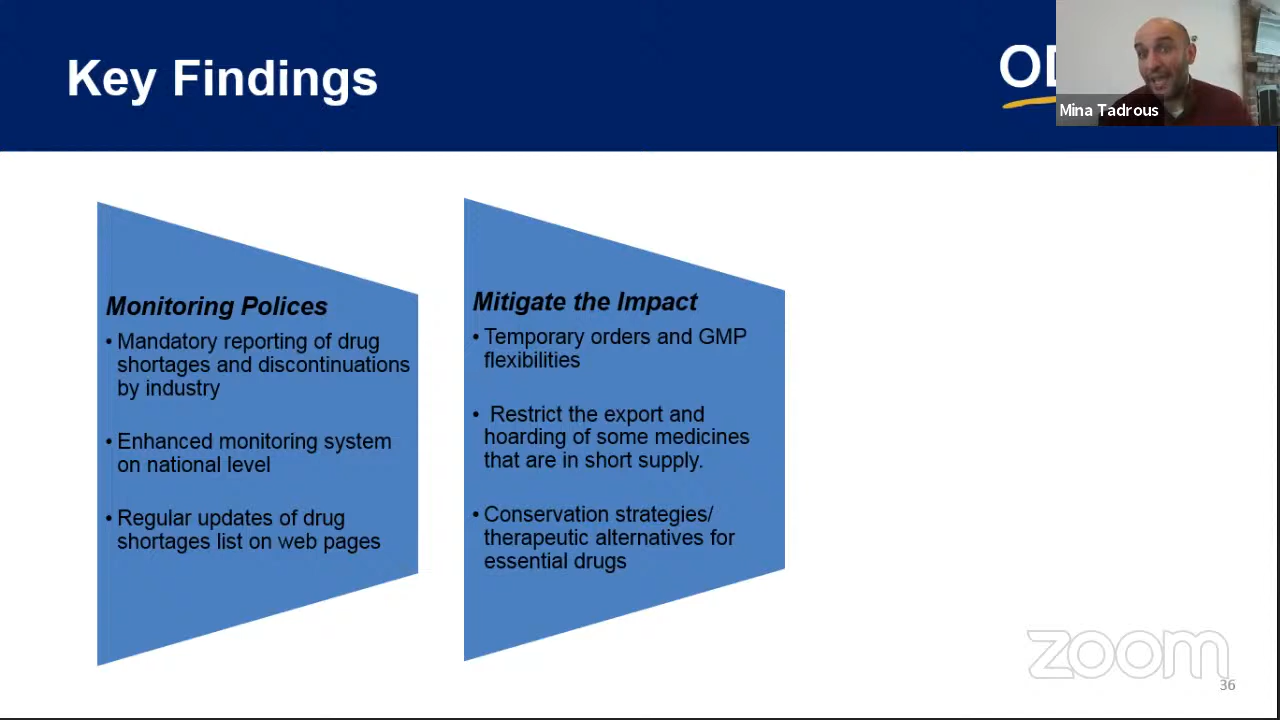 Key Findings
Mina Tadrous
Monitoring Polices
• Mandatory reporting of drug
shortages and discontinuations
by industry
• Enhanced monitoring system
on national level
• Regular updates of drug
shortages list on web pages
Mitigate the Impact
• Temporary orders and GMP
flexibilities
• Restrict the export and
hoarding of some medicines
that are in short supply.
• Conservation strategies/
therapeutic alternatives for
essential drugs
zoom
36